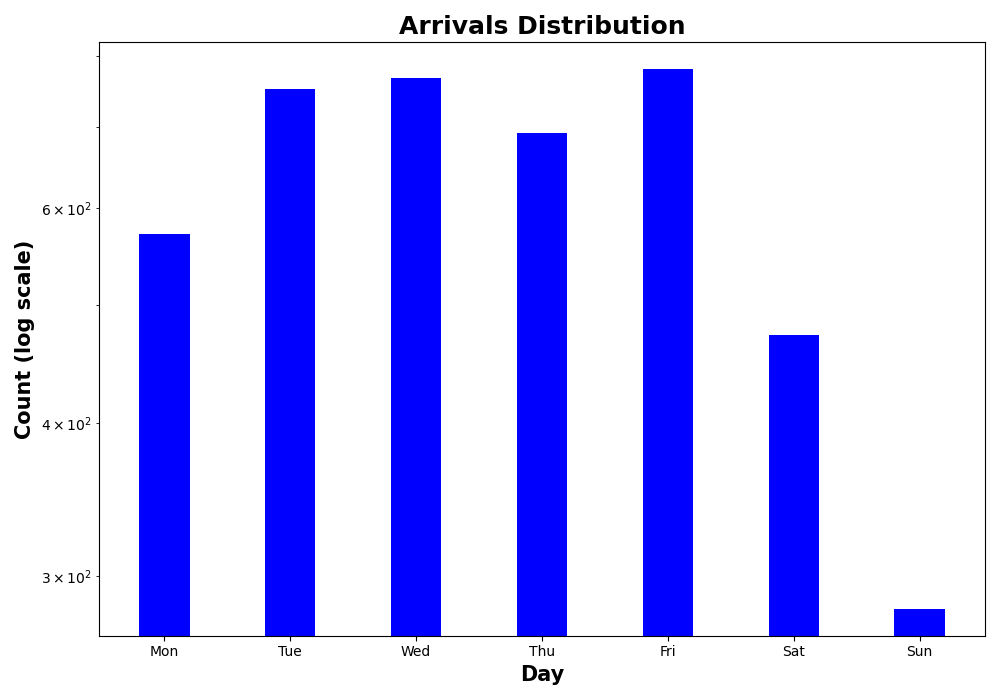 Arrivals Distribution
Count (log scale)
6 × 10²
4 × 10²
3 × 10²
Mon Tue Wed Thu Fri Sat Sun
Day